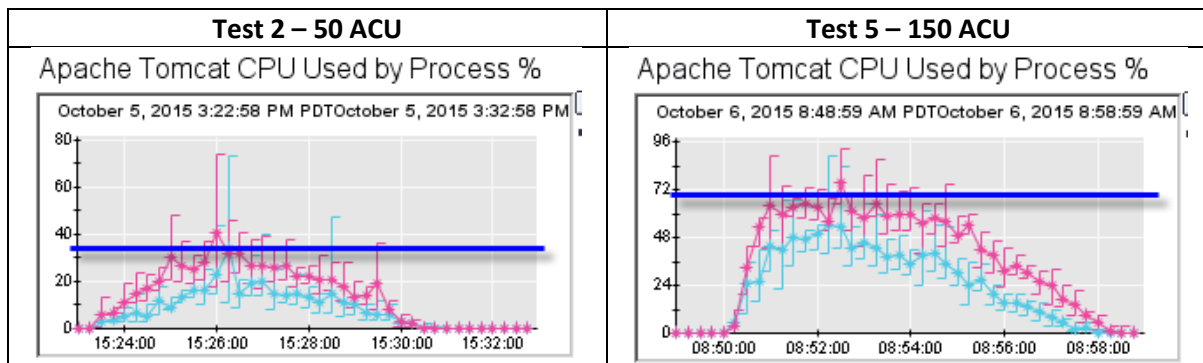 Test 2 – 50 ACU
Test 5 – 150 ACU
Apache Tomcat CPU Used by Process %
October 5, 2015 3:22:58 PM PDTOctober 5, 2015 3:32:58 PM
80
60
40
20
0
15:24:00 15:26:00 15:28:00 15:30:00 15:32:00
Apache Tomcat CPU Used by Process %
October 6, 2015 8:48:59 AM PDTOctober 6, 2015 8:58:59 AM
96
72
48
24
0
08:50:00 08:52:00 08:54:00 08:56:00 08:58:00